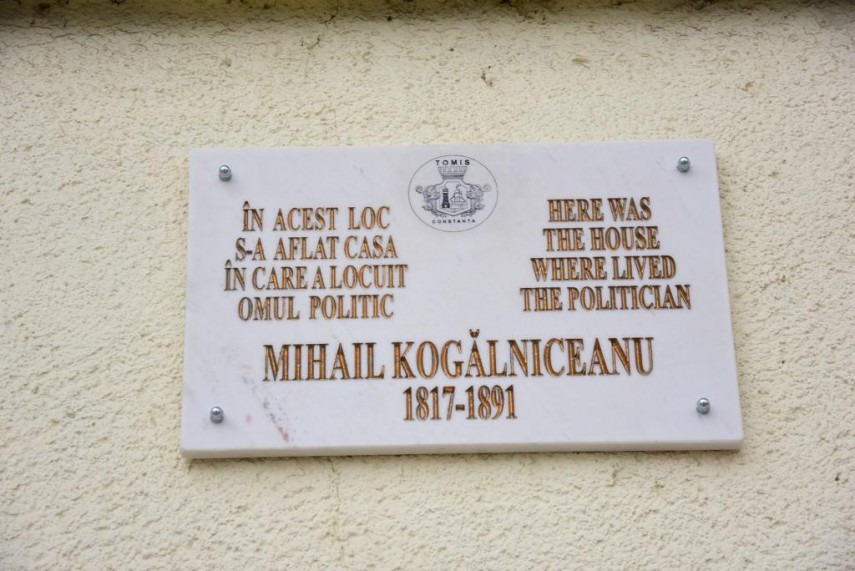 TOMIS
CONSTANTA
ÎN ACEST LOC
S-A AFLAT CASA
ÎN CARE A LOCUIT
OMUL POLITIC
HERE WAS
THE HOUSE
WHERE LIVED
THE POLITICIAN
MIHAIL KOGĂLNICEANU
1817-1891